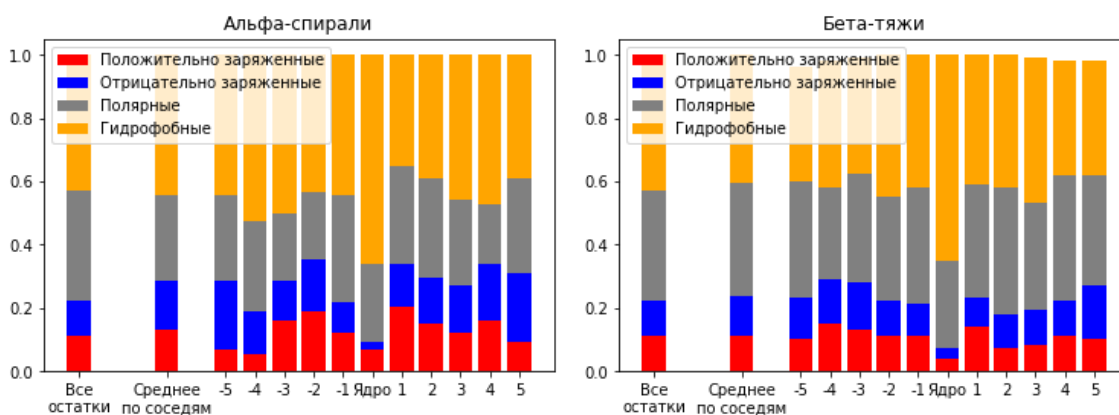 Альфа-спирали
1.0
0.8
0.6
0.4
0.2
0.0
Положительно заряженные
Отрицательно заряженные
Полярные
Гидрофобные
Все
остатки
Среднее
по соседям
-5 -4 -3 -2 -1 Ядро 1 2 3 4 5
Бета-тяжи
1.0
0.8
0.6
0.4
0.2
0.0
Положительно заряженные
Отрицательно заряженные
Полярные
Гидрофобные
Все
остатки
Среднее
по соседям
-5 -4 -3 -2 -1 Ядро 1 2 3 4 5